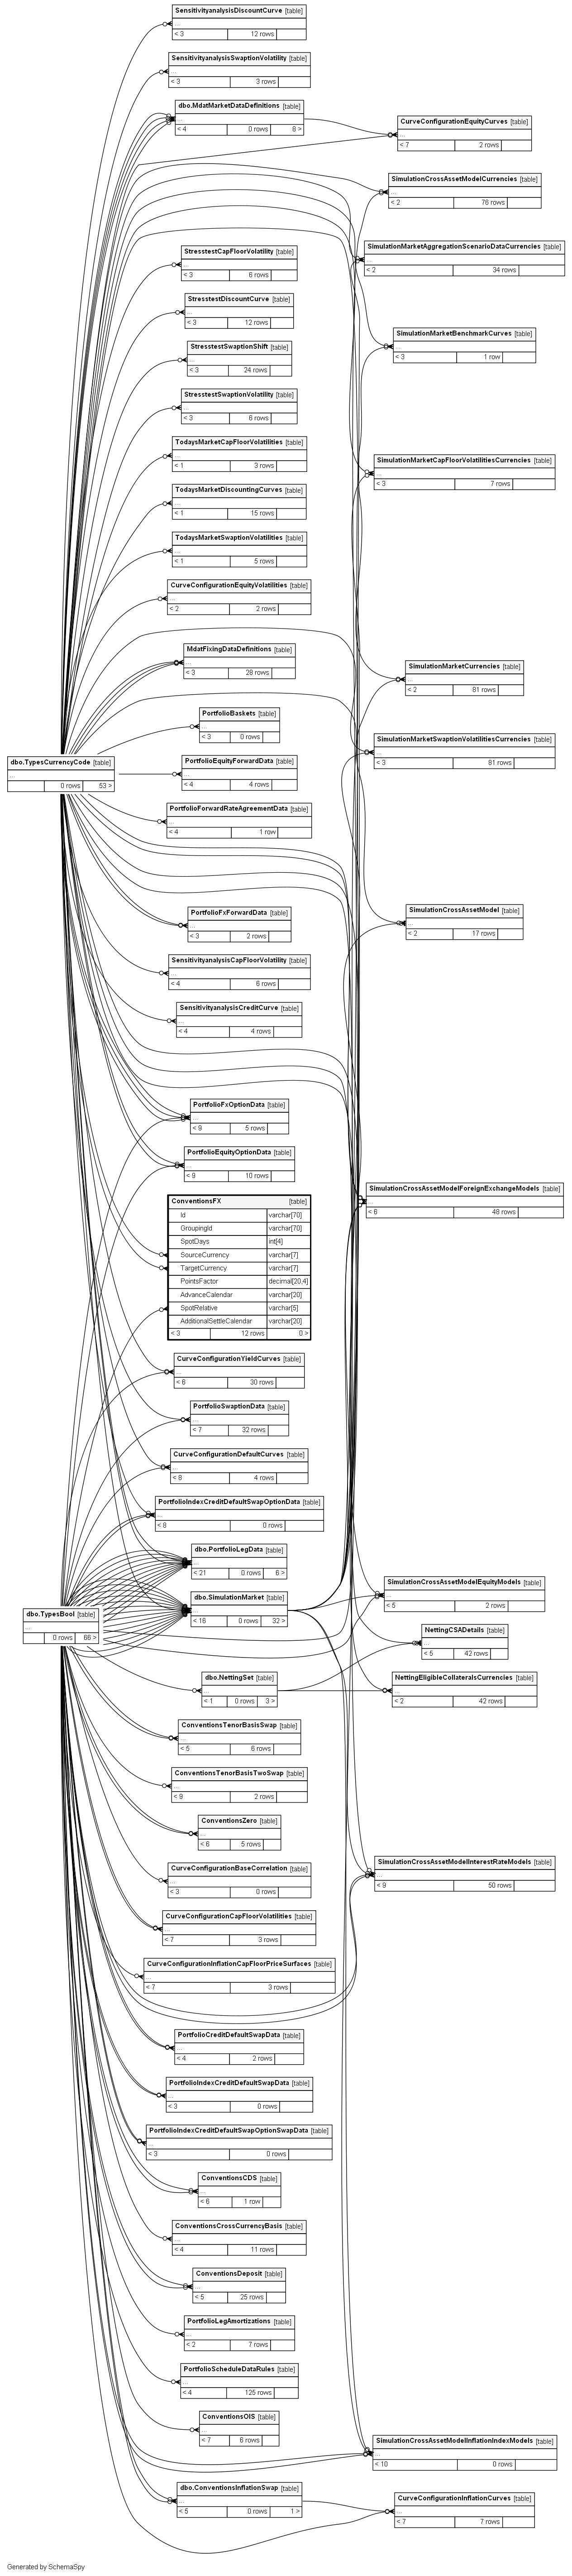 SensitivityanalysisDiscountCurve [table]
...
< 3 12 rows
SensitivityanalysisSwaptionVolatility [table]
...
< 3 3 rows
dbo.MdatMarketDataDefinitions [table]
...
< 4 0 rows 8 >
CurveConfigurationEquityCurves [table]
...
< 7 2 rows
SimulationCrossAssetModelCurrencies [table]
...
< 2 76 rows
SimulationMarketAggregationScenarioDataCurrencies [table]
...
< 2 34 rows
StresstestCapFloorVolatility [table]
...
< 3 6 rows
StresstestDiscountCurve [table]
...
< 3 12 rows
SimulationMarketBenchmarkCurves [table]
...
< 3 1 row
StresstestSwaptionShift [table]
...
< 3 24 rows
StresstestSwaptionVolatility [table]
...
< 3 6 rows
TodaysMarketCapFloorVolatilities [table]
...
< 1 3 rows
SimulationMarketCapFloorVolatilitiesCurrencies [table]
...
< 3 7 rows
TodaysMarketDiscountingCurves [table]
...
< 1 15 rows
TodaysMarketSwaptionVolatilities [table]
...
< 1 5 rows
CurveConfigurationEquityVolatilities [table]
...
< 2 2 rows
MdatFixingDataDefinitions [table]
...
< 3 28 rows
SimulationMarketCurrencies [table]
...
< 2 81 rows
PortfolioBaskets [table]
...
< 3 0 rows
SimulationMarketSwaptionVolatilitiesCurrencies [table]
...
< 3 81 rows
dbo.TypesCurrencyCode [table]
...
0 rows 53 >
PortfolioEquityForwardData [table]
...
< 4 4 rows
PortfolioForwardRateAgreementData [table]
...
< 4 1 row
PortfolioFxForwardData [table]
...
< 3 2 rows
SimulationCrossAssetModel [table]
...
< 2 17 rows
SensitivityanalysisCapFloorVolatility [table]
...
< 4 6 rows
SensitivityanalysisCreditCurve [table]
...
< 4 4 rows
PortfolioFxOptionData [table]
...
< 9 5 rows
PortfolioEquityOptionData [table]
...
< 9 10 rows
SimulationCrossAssetModelForeignExchangeModels [table]
...
< 6 48 rows
ConventionsFX [table]
Id varchar[70]
GroupingId varchar[70]
SpotDays int[4]
SourceCurrency varchar[7]
TargetCurrency varchar[7]
PointsFactor decimal[20,4]
AdvanceCalendar varchar[20]
SpotRelative varchar[5]
AdditionalSettleCalendar varchar[20]
< 3 12 rows 0 >
CurveConfigurationYieldCurves [table]
...
< 6 30 rows
PortfolioSwaptionData [table]
...
< 7 32 rows
CurveConfigurationDefaultCurves [table]
...
< 8 4 rows
PortfolioIndexCreditDefaultSwapOptionData [table]
...
< 8 0 rows
dbo.PortfolioLegData [table]
...
< 21 0 rows 6 >
SimulationCrossAssetModelEquityModels [table]
...
< 5 2 rows
dbo.SimulationMarket [table]
...
< 16 0 rows 32 >
dbo.TypesBool [table]
...
0 rows 66 >
NettingCSADetails [table]
...
< 5 42 rows
dbo.NettingSet [table]
...
< 1 0 rows 3 >
NettingEligibleCollateralsCurrencies [table]
...
< 2 42 rows
ConventionsTenorBasisSwap [table]
...
< 5 6 rows
ConventionsTenorBasisTwoSwap [table]
...
< 9 2 rows
ConventionsZero [table]
...
< 6 5 rows
CurveConfigurationBaseCorrelation [table]
...
< 3 0 rows
SimulationCrossAssetModelInterestRateModels [table]
...
< 9 50 rows
CurveConfigurationCapFloorVolatilities [table]
...
< 7 3 rows
CurveConfigurationInflationCapFloorPriceSurfaces [table]
...
< 7 3 rows
PortfolioCreditDefaultSwapData [table]
...
< 4 2 rows
PortfolioIndexCreditDefaultSwapData [table]
...
< 3 0 rows
PortfolioIndexCreditDefaultSwapOptionSwapData [table]
...
< 3 0 rows
ConventionsCDS [table]
...
< 6 1 row
ConventionsCrossCurrencyBasis [table]
...
< 4 11 rows
ConventionsDeposit [table]
...
< 5 25 rows
PortfolioLegAmortizations [table]
...
< 2 7 rows
PortfolioScheduleDataRules [table]
...
< 4 125 rows
ConventionsOIS [table]
...
< 7 6 rows
SimulationCrossAssetModelInflationIndexModels [table]
...
< 10 0 rows
dbo.ConventionsInflationSwap [table]
...
< 5 0 rows 1 >
CurveConfigurationInflationCurves [table]
...
< 7 7 rows
Generated by SchemaSpy